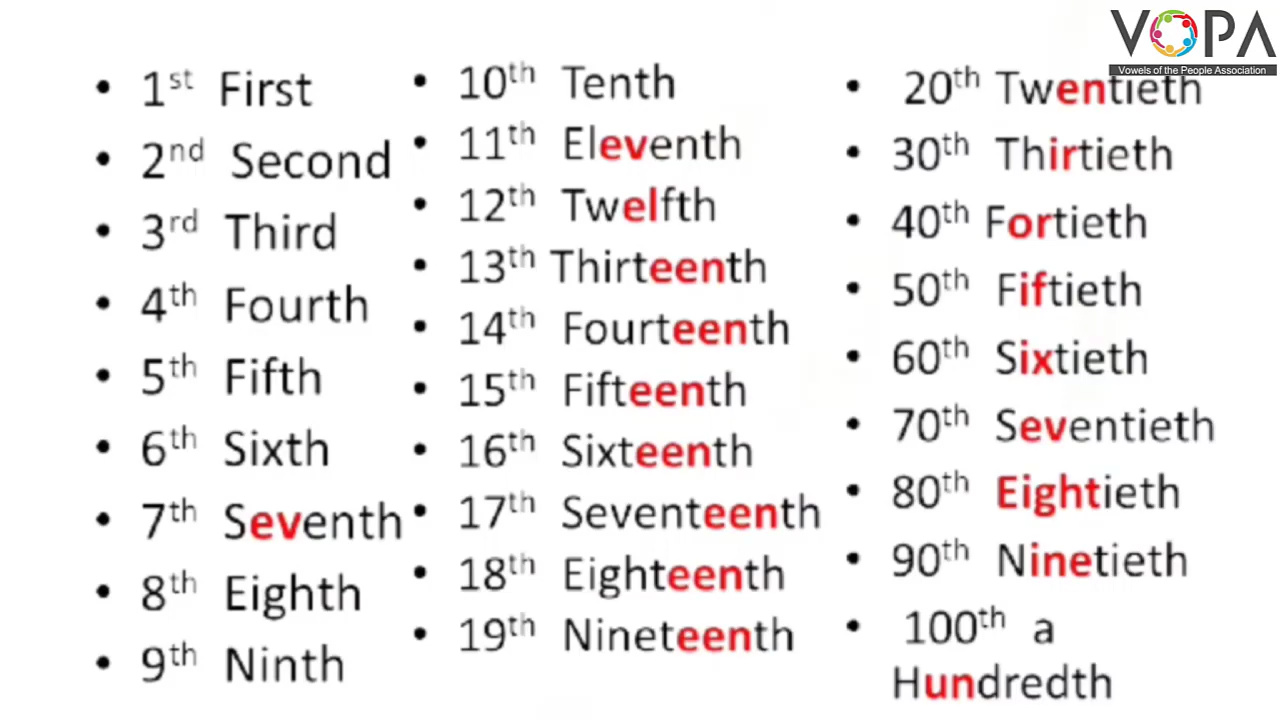 VOPA
Vowels of the People Association
• 1st First
• 2nd Second
• 3rd Third
• 4th Fourth
• 5th Fifth
• 6th Sixth
• 7th Seventh
• 8th Eighth
• 9th Ninth
• 10th Tenth
• 11th Eleventh
• 12th Twelfth
• 13th Thirteenth
• 14th Fourteenth
• 15th Fifteenth
• 16th Sixteenth
• 17th Seventeenth
• 18th Eighteenth
• 19th Nineteenth
• 20th Twentieth
• 30th Thirtieth
• 40th Fortieth
• 50th Fiftieth
• 60th Sixtieth
• 70th Seventieth
• 80th Eightieth
• 90th Ninetieth
• 100th a
Hundredth